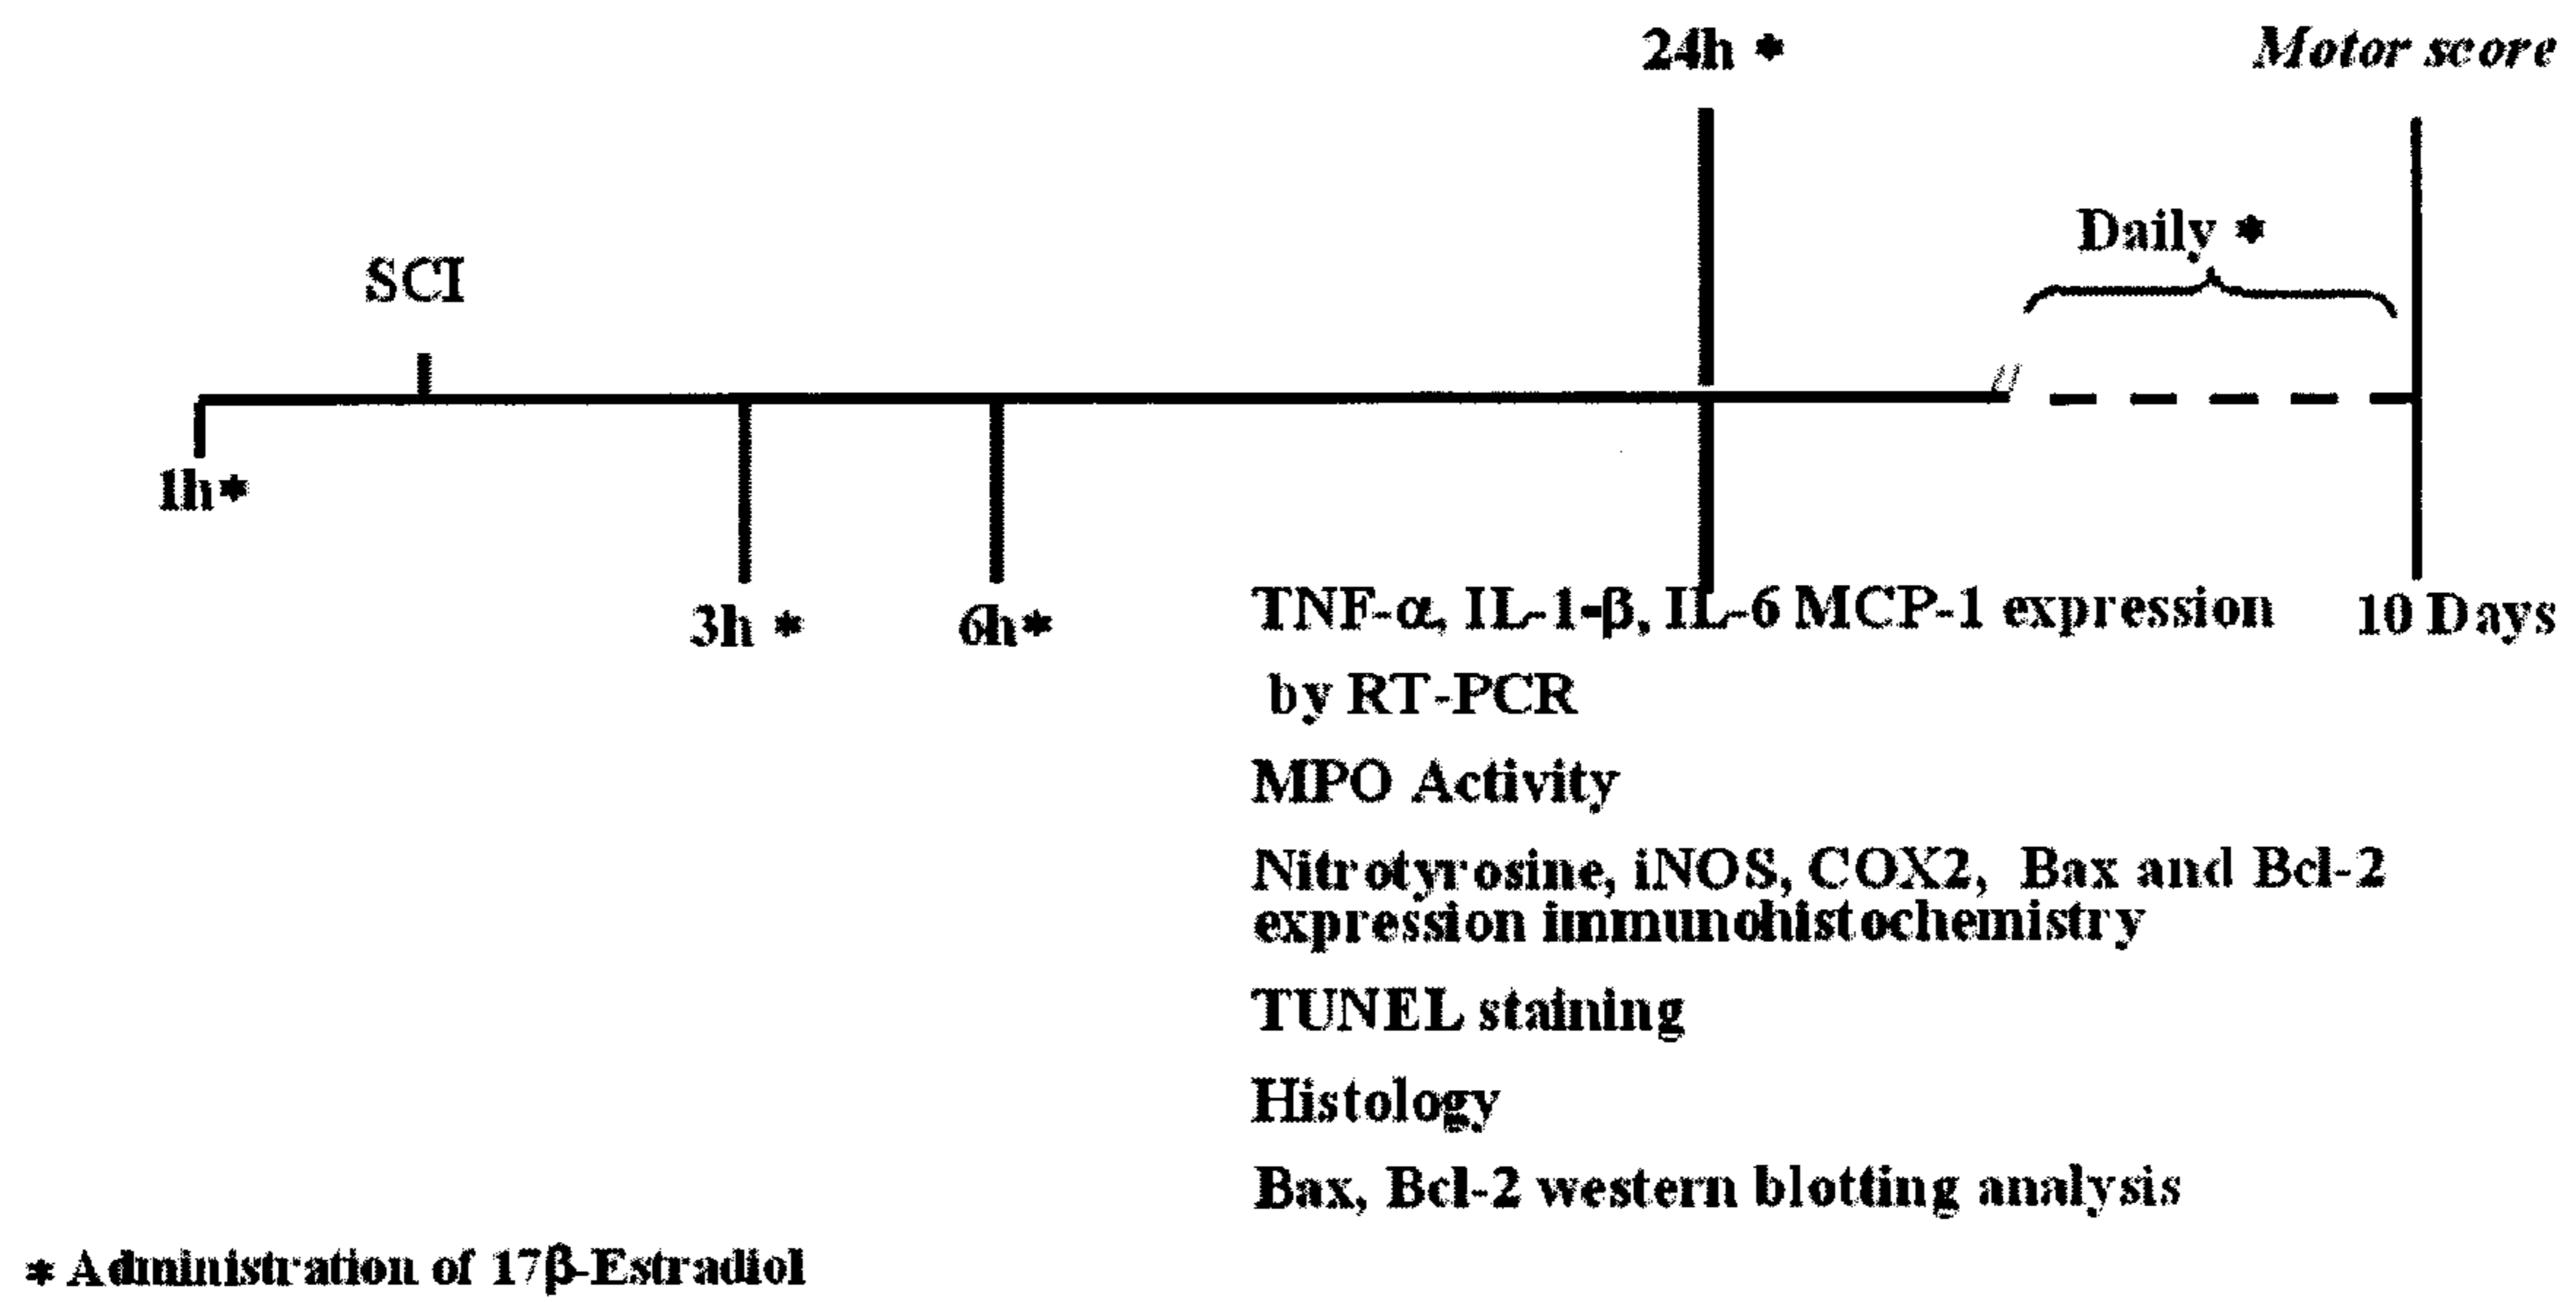 24h *
Motor score
Daily *
SCI
1h*
3h *
6h*
TNF-α, IL-1-β, IL-6 MCP-1 expression
10 Days
by RT-PCR
MPO Activity
Nitrotyrosine, iNOS, COX2, Bax and Bcl-2
expression immunohistochemistry
TUNEL staining
Histology
Bax, Bcl-2 western blotting analysis
* Administration of 17β-Estradiol